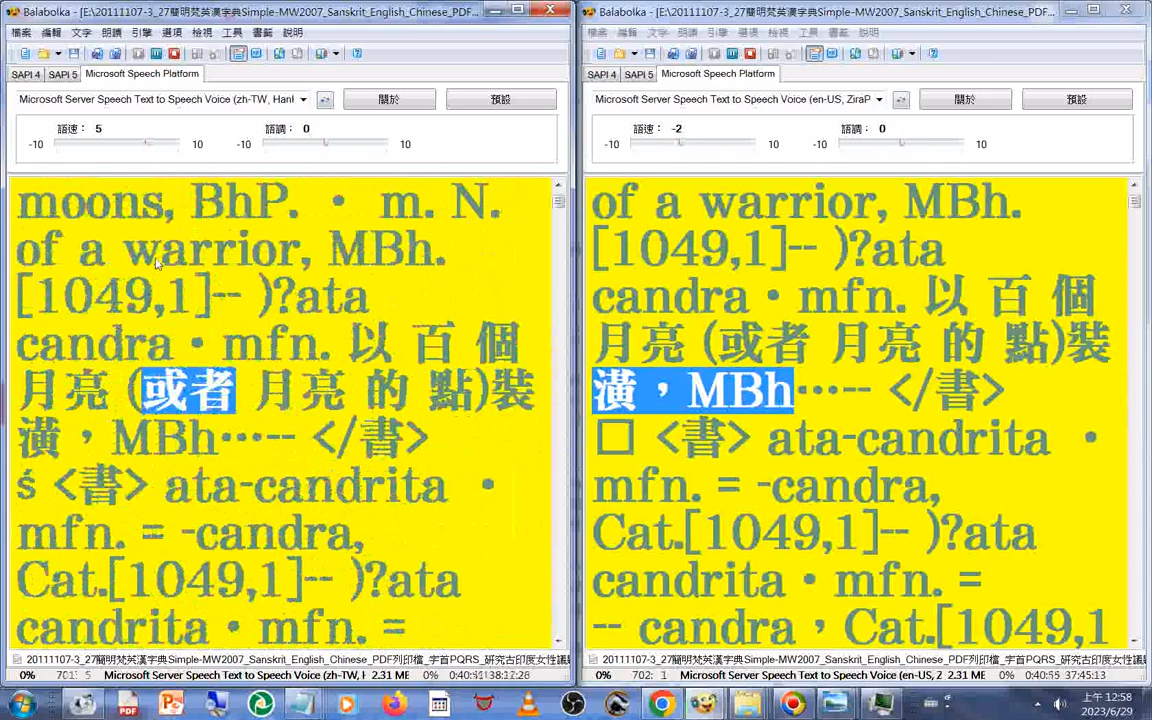 Balabolka - [E:\20111107-3_27簡明梵英漢字典Simple-MW2007_Sanskrit_English_Chinese_PDF...
檔案 編輯 文字 朗讀 引擎 選項 檢視 工具 書籤 說明
SAPI 4 SAPI 5 Microsoft Speech Platform
Microsoft Server Speech Text to Speech Voice (zh-TW, Hanl
關於 預設
語速： 5 語調： 0
-10 10 -10 10
moons, BhP. • m. N.
of a warrior, MBh.
[1049,1]-- )?ata
candra • mfn. 以 百 個
月亮 (或者 月亮 的 點)裝
潢，MBh…-- </書>
ś <書> ata-candrita •
mfn. = -candra,
Cat.[1049,1]-- )?ata
candrita • mfn. =
20111107-3_27簡明梵英漢字典Simple-MW2007_Sanskrit_English_Chinese_PDF列印檔_字首PQRS_研究古印度女性議
0% Microsoft Server Speech Text to Speech Voice (zh-TW, H 2.31 MB 0%
Balabolka - [E:\20111107-3_27簡明梵英漢字典Simple-MW2007_Sanskrit_English_Chinese_PDF...
檔案 編輯 文字 朗讀 引擎 選項 檢視 工具 書籤 說明
SAPI 4 SAPI 5 Microsoft Speech Platform
Microsoft Server Speech Text to Speech Voice (en-US, ZiraP
關於 預設
語速： -2 語調： 0
-10 10 -10 10
of a warrior, MBh.
[1049,1]-- )?ata
candra • mfn. 以 百 個
月亮 (或者 月亮 的 點)裝
潢，MBh…-- </書>
□ <書> ata-candrita •
mfn. = -candra,
Cat.[1049,1]-- )?ata
candrita • mfn. =
-- candra，Cat.[1049,1
20111107-3_27簡明梵英漢字典Simple-MW2007_Sanskrit_English_Chinese_PDF列印檔_字首PQRS_研究古印度女性議
0% Microsoft Server Speech Text to Speech Voice (en-US, Z 2.31 MB 0% 37:45:13
上午 12:58
2023/6/29